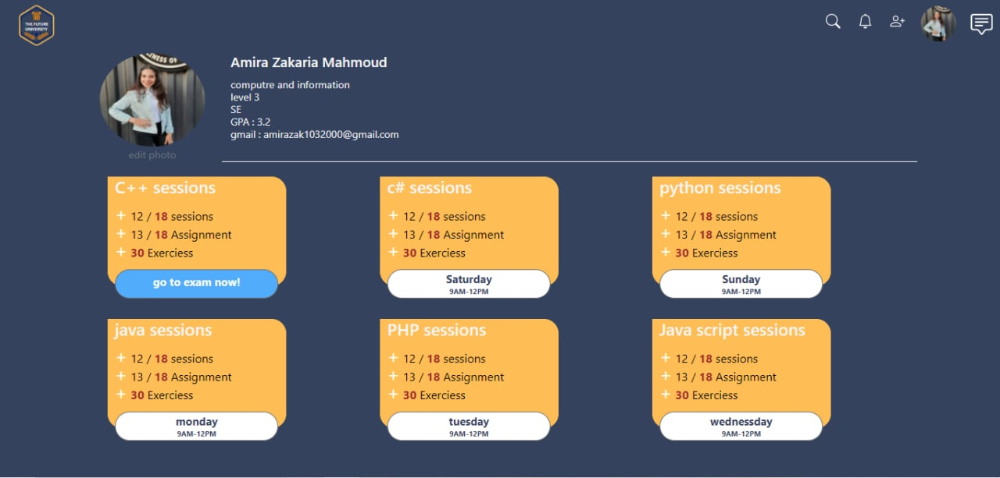 THE FUTURE
UNIVERSITY
NESS OF
Amira Zakaria Mahmoud
computre and information
level 3
SE
GPA : 3.2
gmail : amirazak1032000@gmail.com
edit photo
C++ sessions
+ 12 / 18 sessions
+ 13 / 18 Assignment
+ 30 Exerciess
go to exam now!
c# sessions
+ 12 / 18 sessions
+ 13 / 18 Assignment
+ 30 Exerciess
Saturday
9AM-12PM
python sessions
+ 12 / 18 sessions
+ 13 / 18 Assignment
+ 30 Exerciess
Sunday
9AM-12PM
java sessions
+ 12 / 18 sessions
+ 13 / 18 Assignment
+ 30 Exerciess
monday
9AM-12PM
PHP sessions
+ 12 / 18 sessions
+ 13 / 18 Assignment
+ 30 Exerciess
tuesday
9AM-12PM
Java script sessions
+ 12 / 18 sessions
+ 13 / 18 Assignment
+ 30 Exerciess
wednessday
9AM-12PM